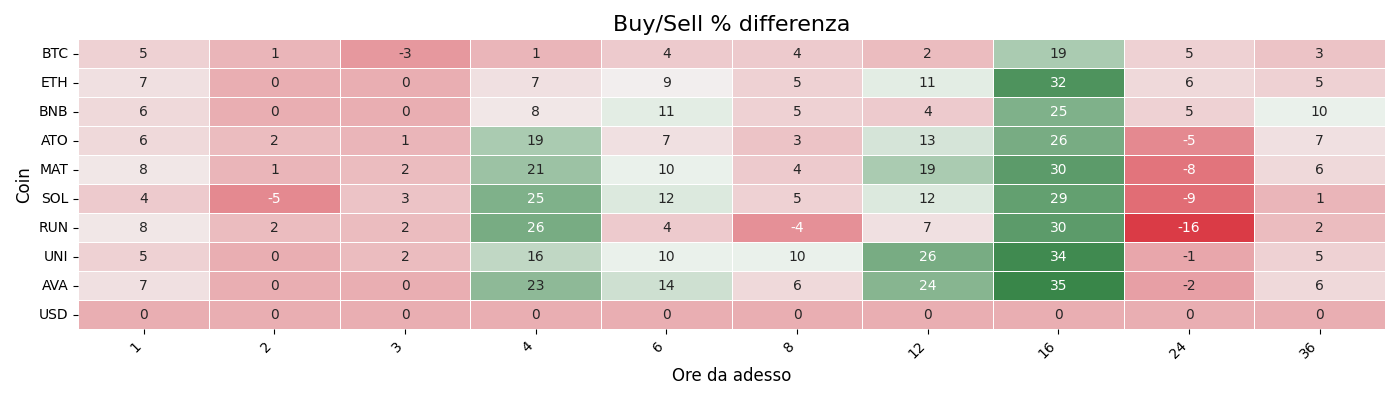 Buy/Sell % differenza
Coin
BTC 5 1 -3 1 4 4 2 19 5 3
ETH 7 0 0 7 9 5 11 32 6 5
BNB 6 0 0 8 11 5 4 25 5 10
ATO 6 2 1 19 7 3 13 26 -5 7
MAT 8 1 2 21 10 4 19 30 -8 6
SOL 4 -5 3 25 12 5 12 29 -9 1
RUN 8 2 2 26 4 -4 7 30 -16 2
UNI 5 0 2 16 10 10 26 34 -1 5
AVA 7 0 0 23 14 6 24 35 -2 6
USD 0 0 0 0 0 0 0 0 0 0
1 2 3 4 6 8 12 16 24 36
Ore da adesso